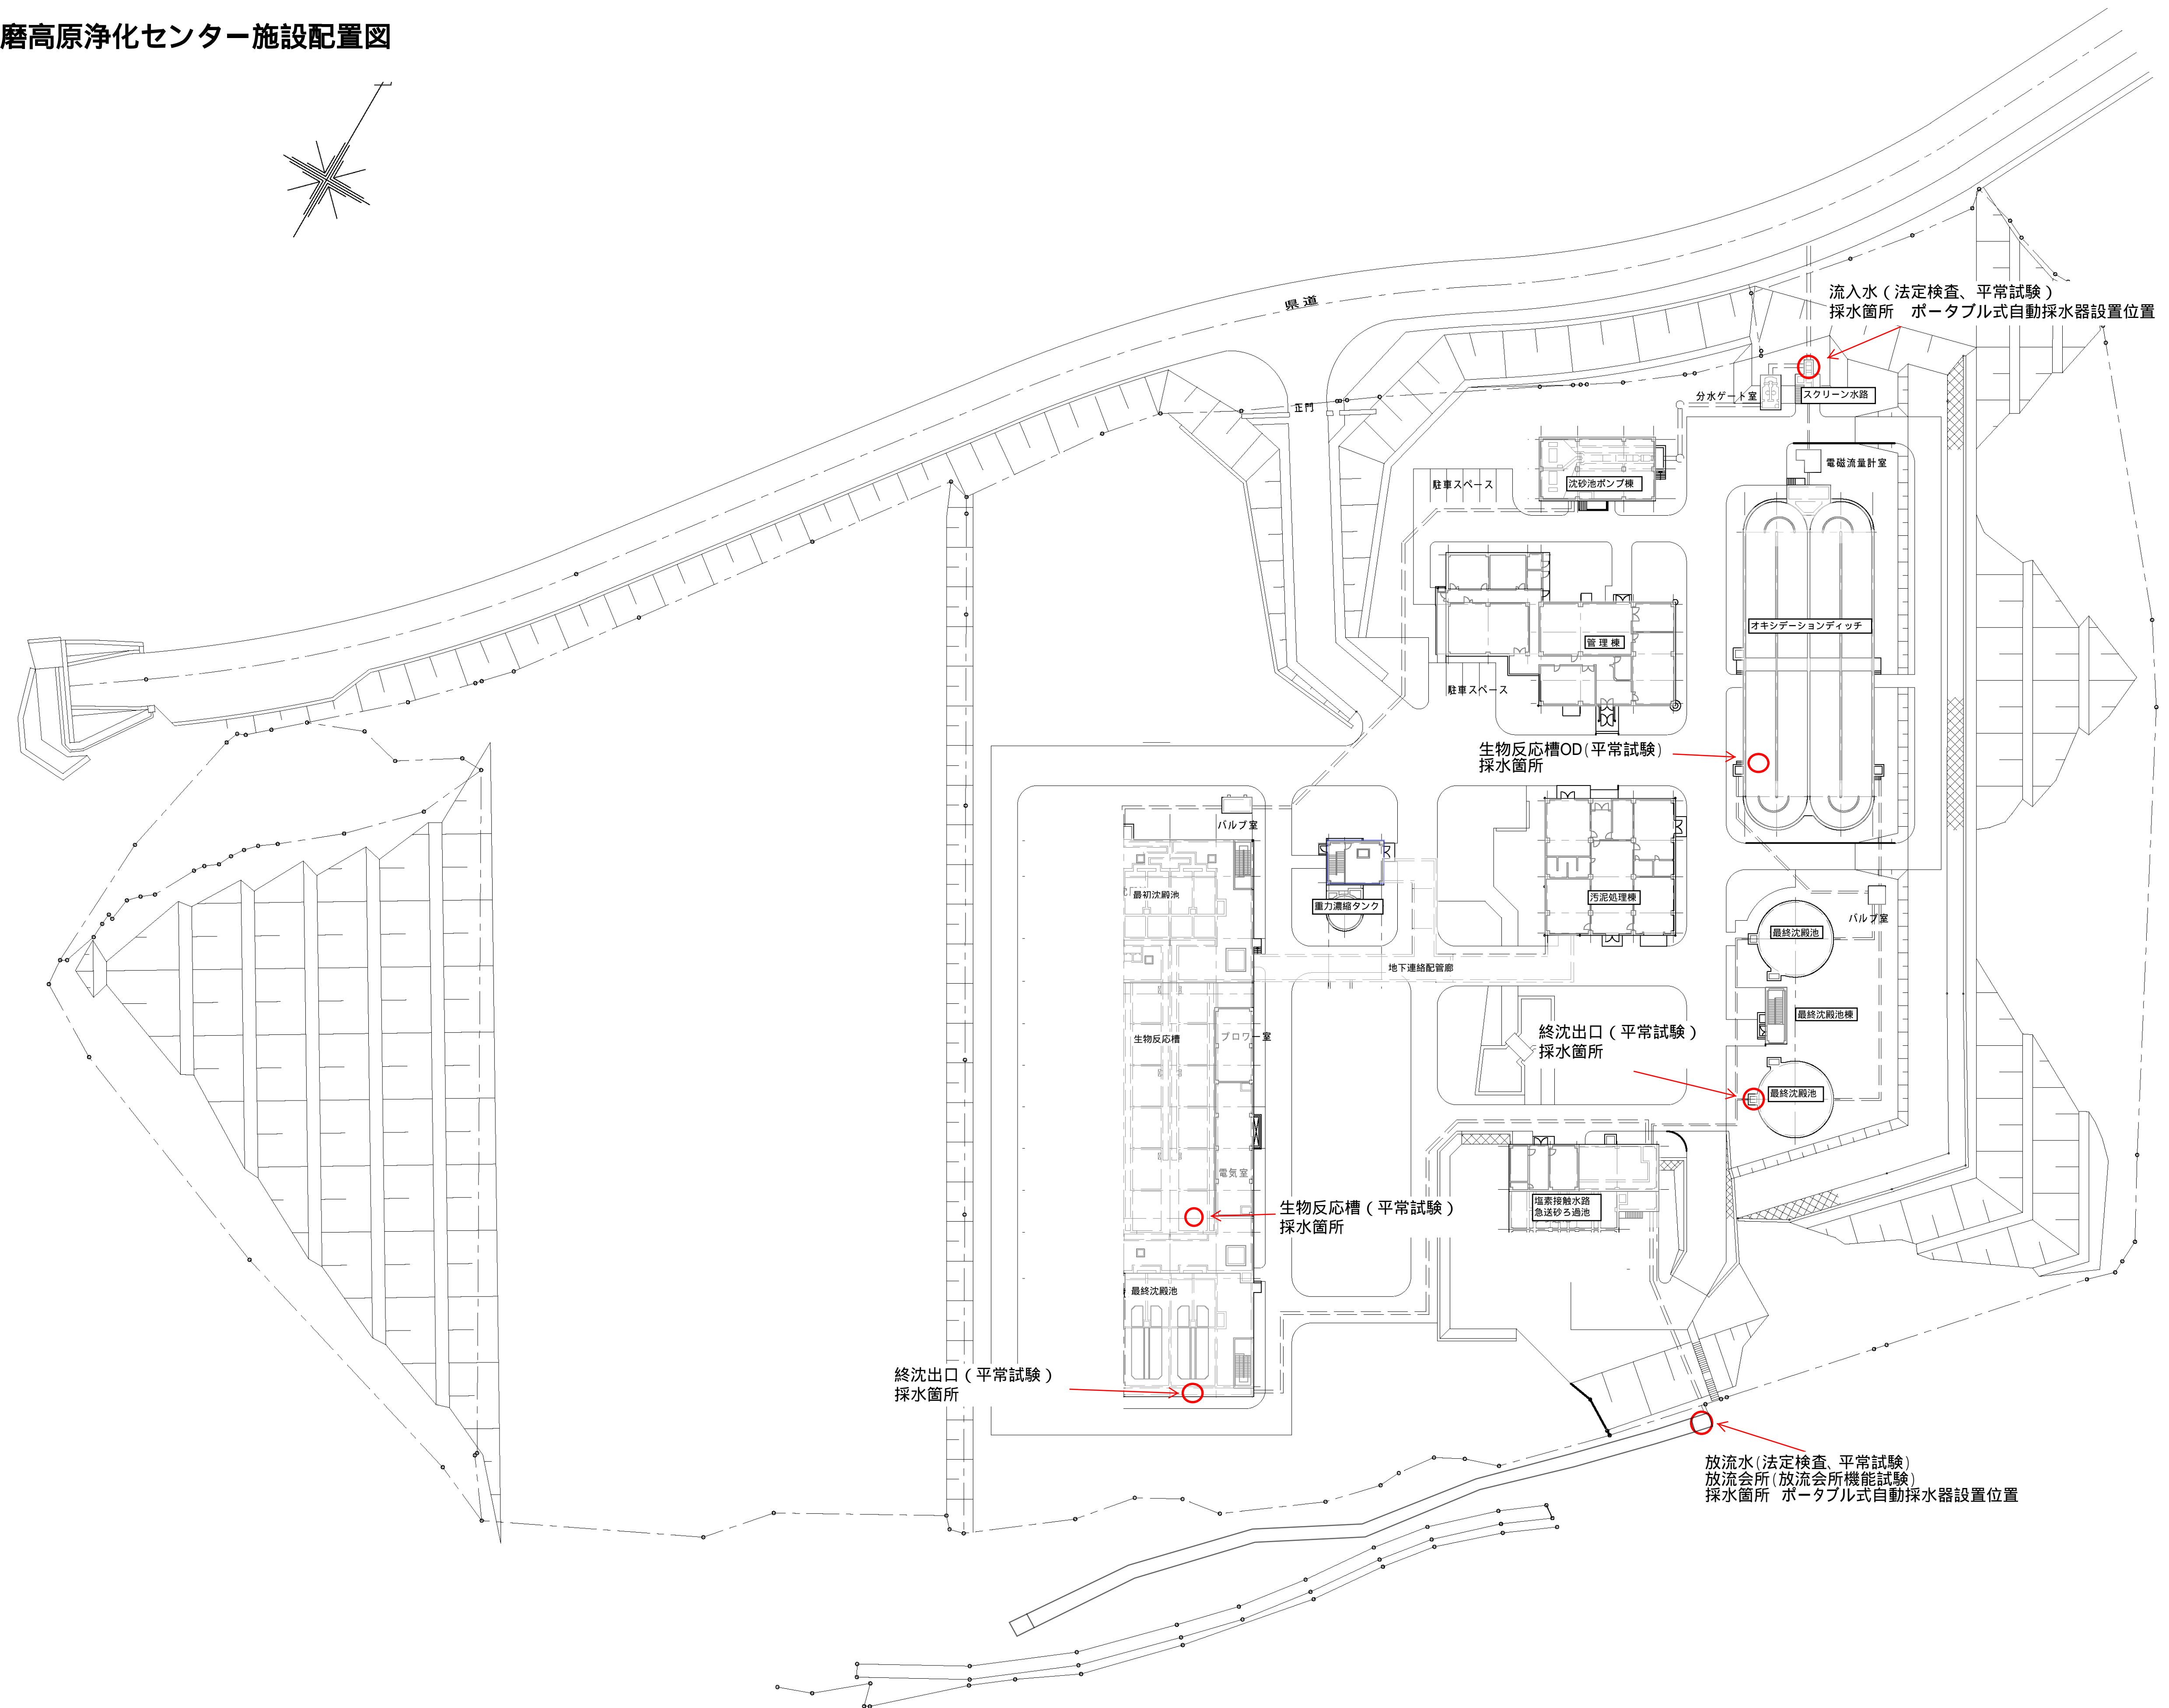 磨高原浄化センター施設配置図
県道
流入水（法定検査、平常試験）
採水箇所　ポータブル式自動採水器設置位置
正門
分水ゲート室
スクリーン水路
電磁流量計室
駐車スペース
沈砂池ポンプ棟
オキシデーションディッチ
管理棟
駐車スペース
生物反応槽OD(平常試験)
採水箇所
バルブ室
最初沈殿池
重力濃縮タンク
汚泥処理棟
バルブ室
最終沈殿池
地下連絡配管廊
最終沈殿池棟
終沈出口（平常試験）
採水箇所
生物反応槽
ブロワー室
最終沈殿池
電気室
生物反応槽（平常試験）
採水箇所
塩素接触水路
急送砂ろ過池
最終沈殿池
終沈出口（平常試験）
採水箇所
放流水(法定検査、平常試験)
放流会所(放流会所機能試験)
採水箇所　ポータブル式自動採水器設置位置